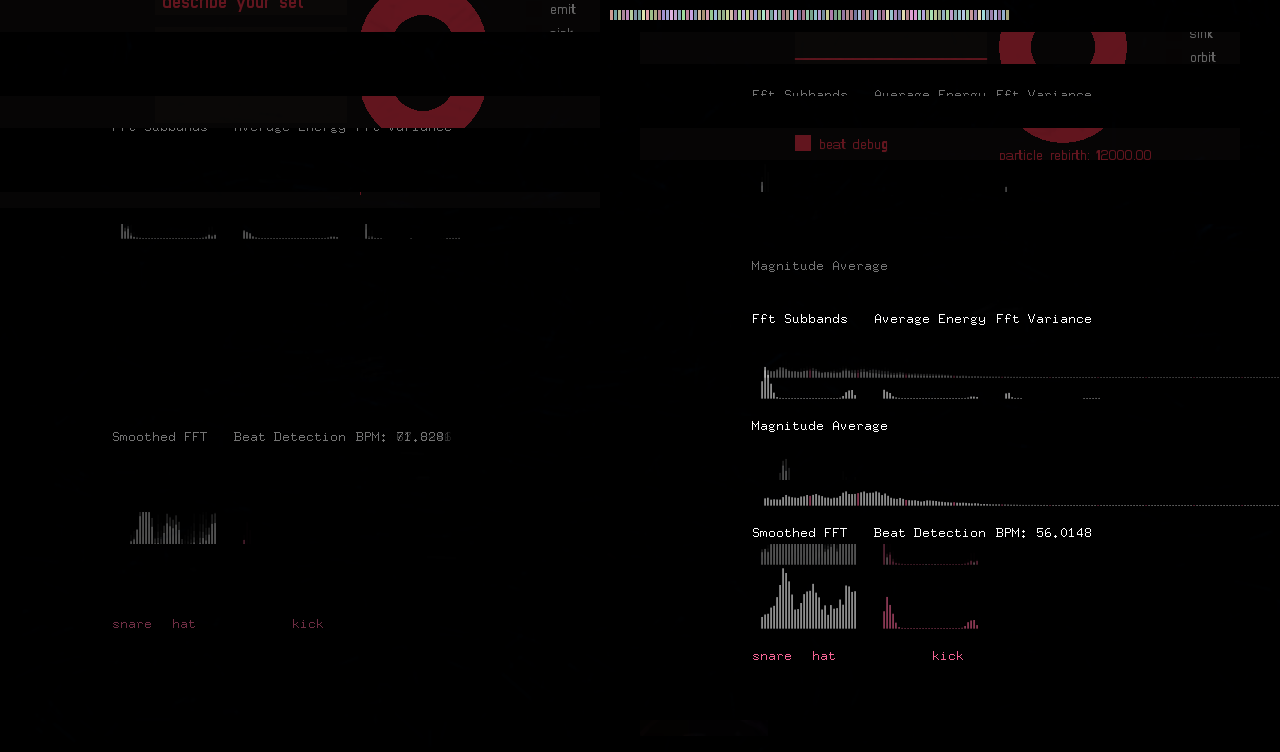 describe your set
emit
sink
orbit
Fft Subbands Average Energy Fft Variance
Fft Subbands Average Energy Fft Variance
beat debug
particle rebirth: 12000.00
Magnitude Average
Fft Subbands Average Energy Fft Variance
Magnitude Average
Smoothed FFT Beat Detection BPM:
Smoothed FFT Beat Detection BPM: 56.0148
snare hat kick
snare hat kick